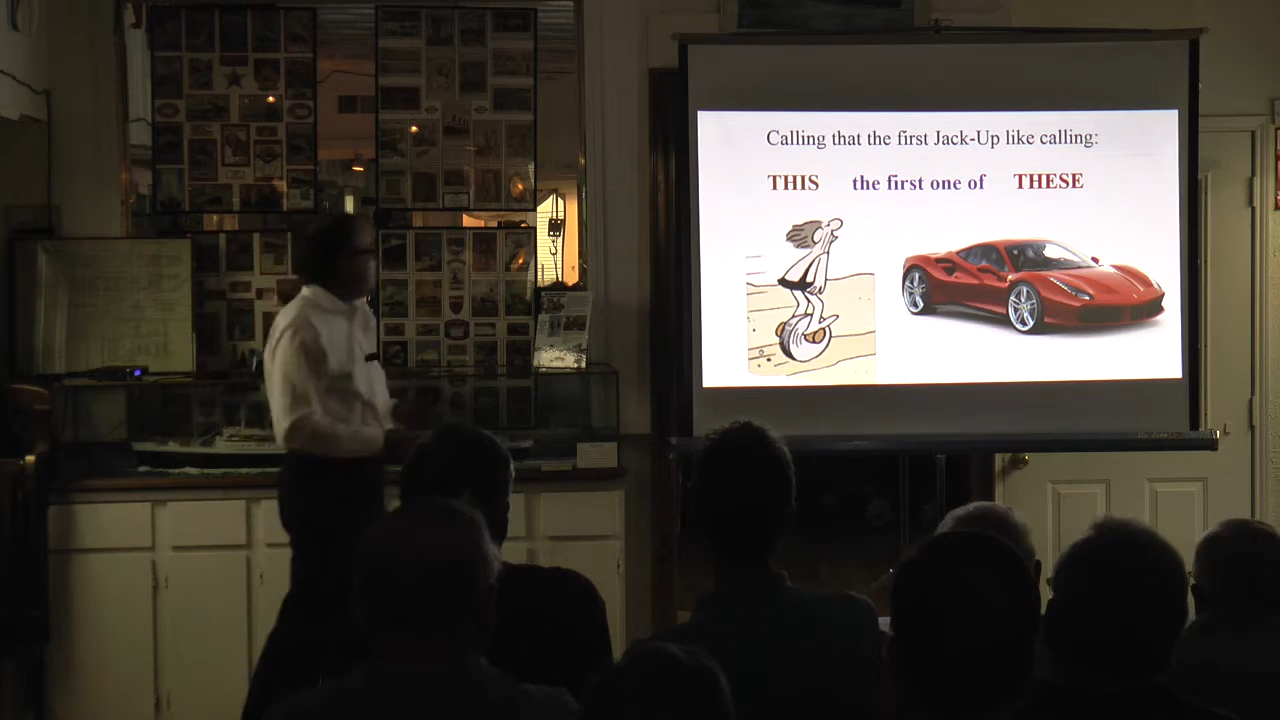 Calling that the first Jack-Up like calling:
THIS the first one of THESE